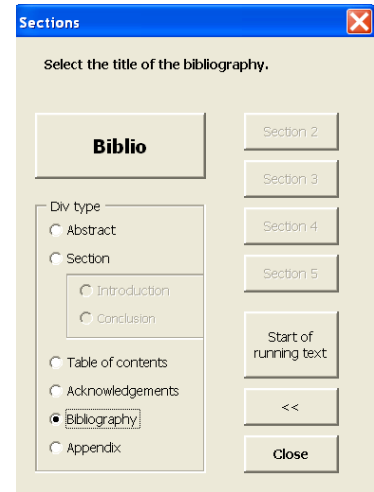 Sections
Select the title of the bibliography.
Biblio
Div type
Abstract
Section
Introduction
Conclusion
Table of contents
Acknowledgements
Bibliography
Appendix
Section 2
Section 3
Section 4
Section 5
Start of
running text
<<
Close